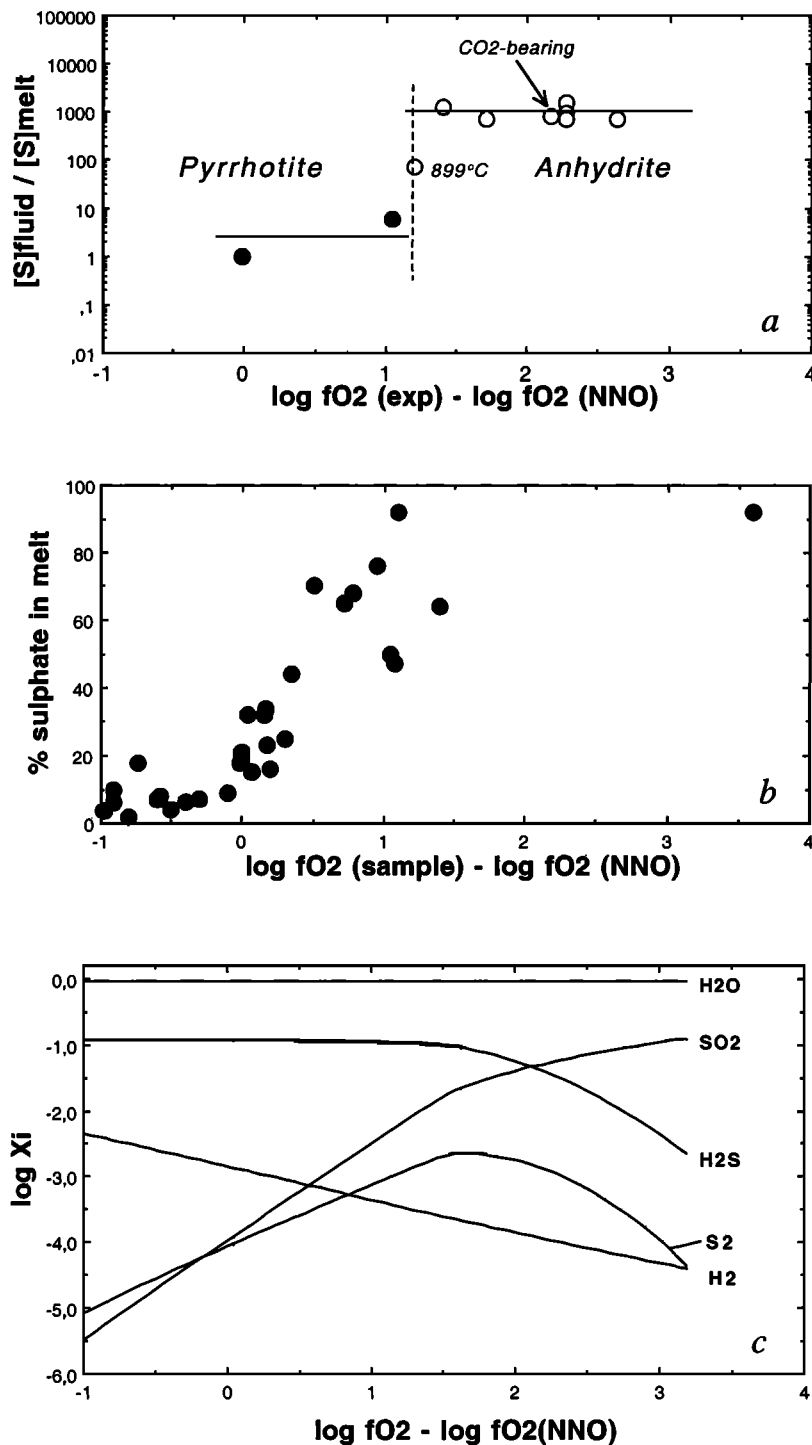 100000
10000
1000
100
10
1
,1
,01
[S]fluid / [S]melt
CO2-bearing
Pyrrhotite
899°C
Anhydrite
a
-1 0 1 2 3 4
log fO2 (exp) - log fO2 (NNO)
100
80
60
40
20
0
% sulphate in melt
b
-1 0 1 2 3 4
log fO2 (sample) - log fO2 (NNO)
0,0
-1,0
-2,0
-3,0
-4,0
-5,0
-6,0
log Xi
H2O
SO2
H2S
S2
H2
c
-1 0 1 2 3 4
log fO2 - log fO2(NNO)